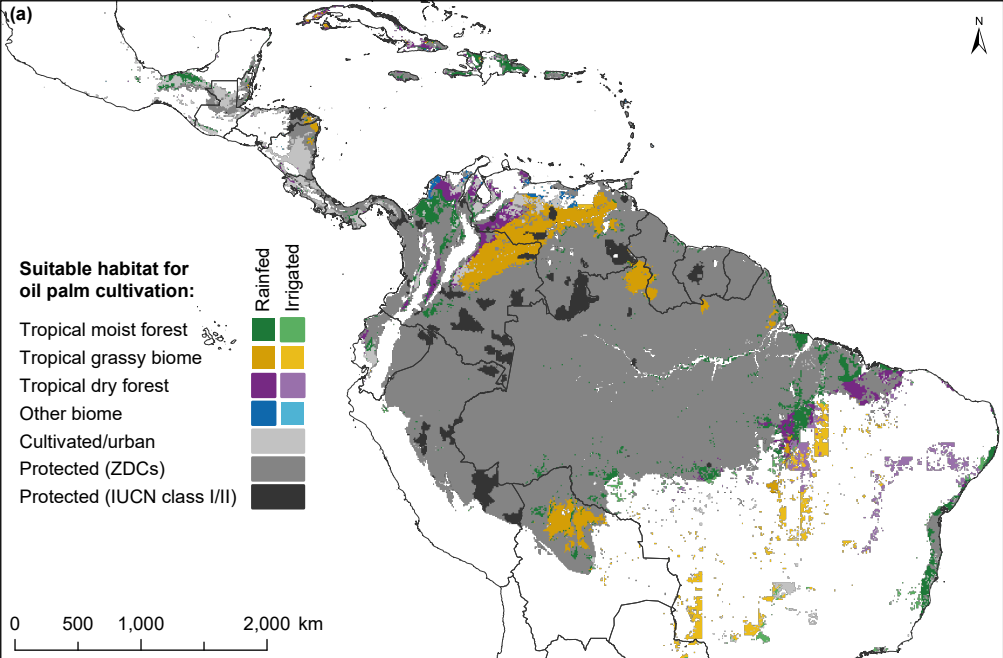 (a)
N
Suitable habitat for
oil palm cultivation:
Rainfed
Irrigated
Tropical moist forest
Tropical grassy biome
Tropical dry forest
Other biome
Cultivated/urban
Protected (ZDCs)
Protected (IUCN class I/II)
0 500 1,000 2,000 km